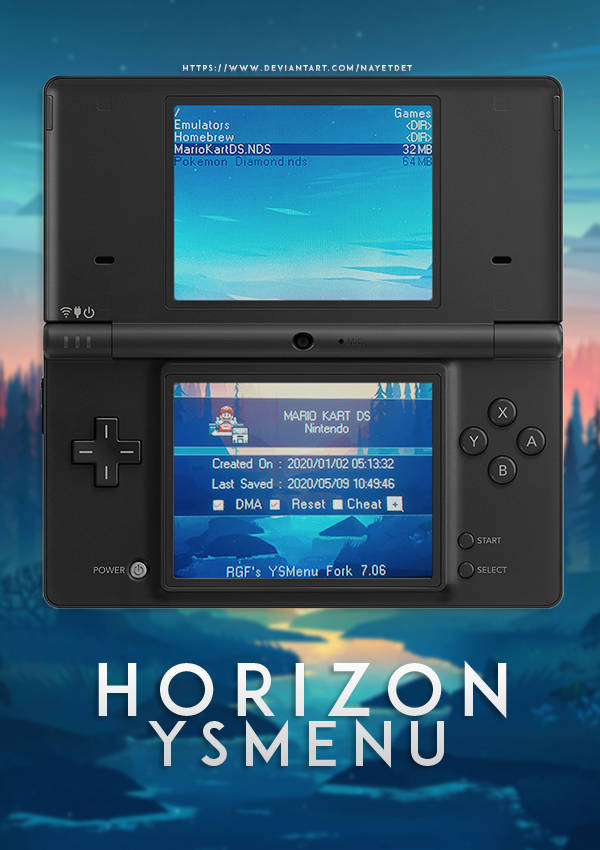 HTTPS://WWW.DEVIANTART.COM/NAYETDET
/ Games
Emulators <DIR>
Homebrew <DIR>
MarioKartDS.NDS 32MB
Pokemon Diamond.nds 64MB
MIC.
MARIO KART DS
Nintendo
Created On : 2020/01/02 05:13:32
Last Saved : 2020/05/09 10:49:46
DMA Reset Cheat +
RGF's YSMenu Fork 7.06
X
Y A
B
START
POWER SELECT
HORIZON
YSMENU